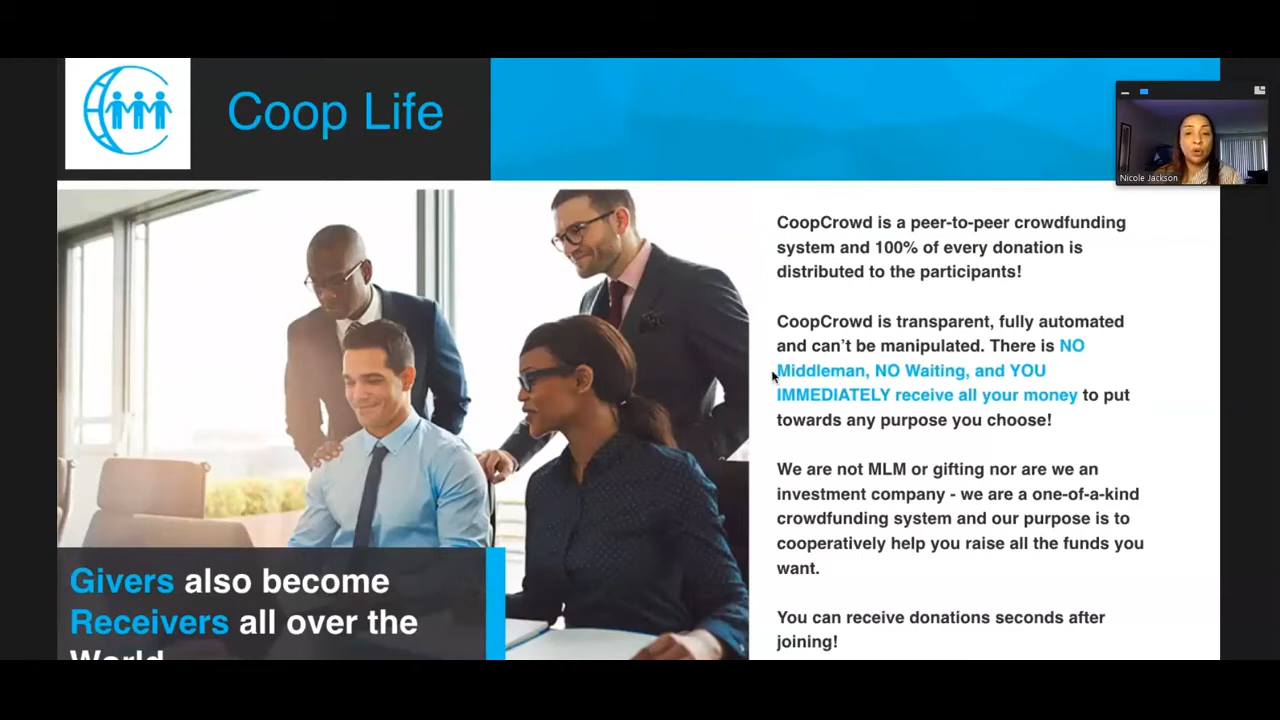 Coop Life
Nicole Jackson
CoopCrowd is a peer-to-peer crowdfunding
system and 100% of every donation is
distributed to the participants!
CoopCrowd is transparent, fully automated
and can’t be manipulated. There is NO
Middleman, NO Waiting, and YOU
IMMEDIATELY receive all your money to put
towards any purpose you choose!
We are not MLM or gifting nor are we an
investment company - we are a one-of-a-kind
crowdfunding system and our purpose is to
cooperatively help you raise all the funds you
want.
You can receive donations seconds after
joining!
Givers also become
Receivers all over the
World